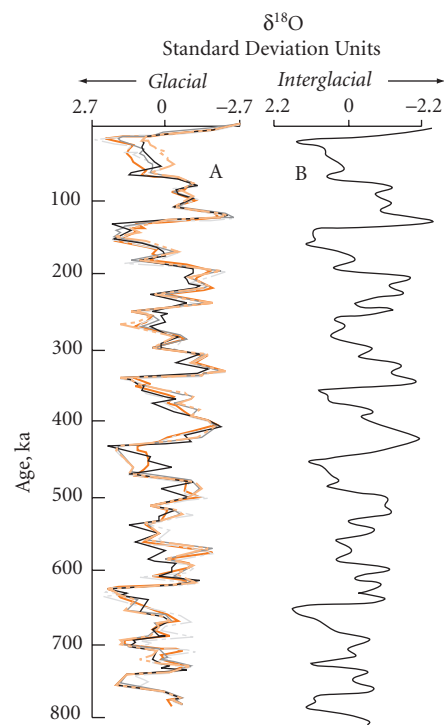 δ¹⁸O
Standard Deviation Units
Glacial Interglacial
2.7 0 −2.7 2.2 0 −2.2
A B
100
200
300
400
500
600
700
800
Age, ka